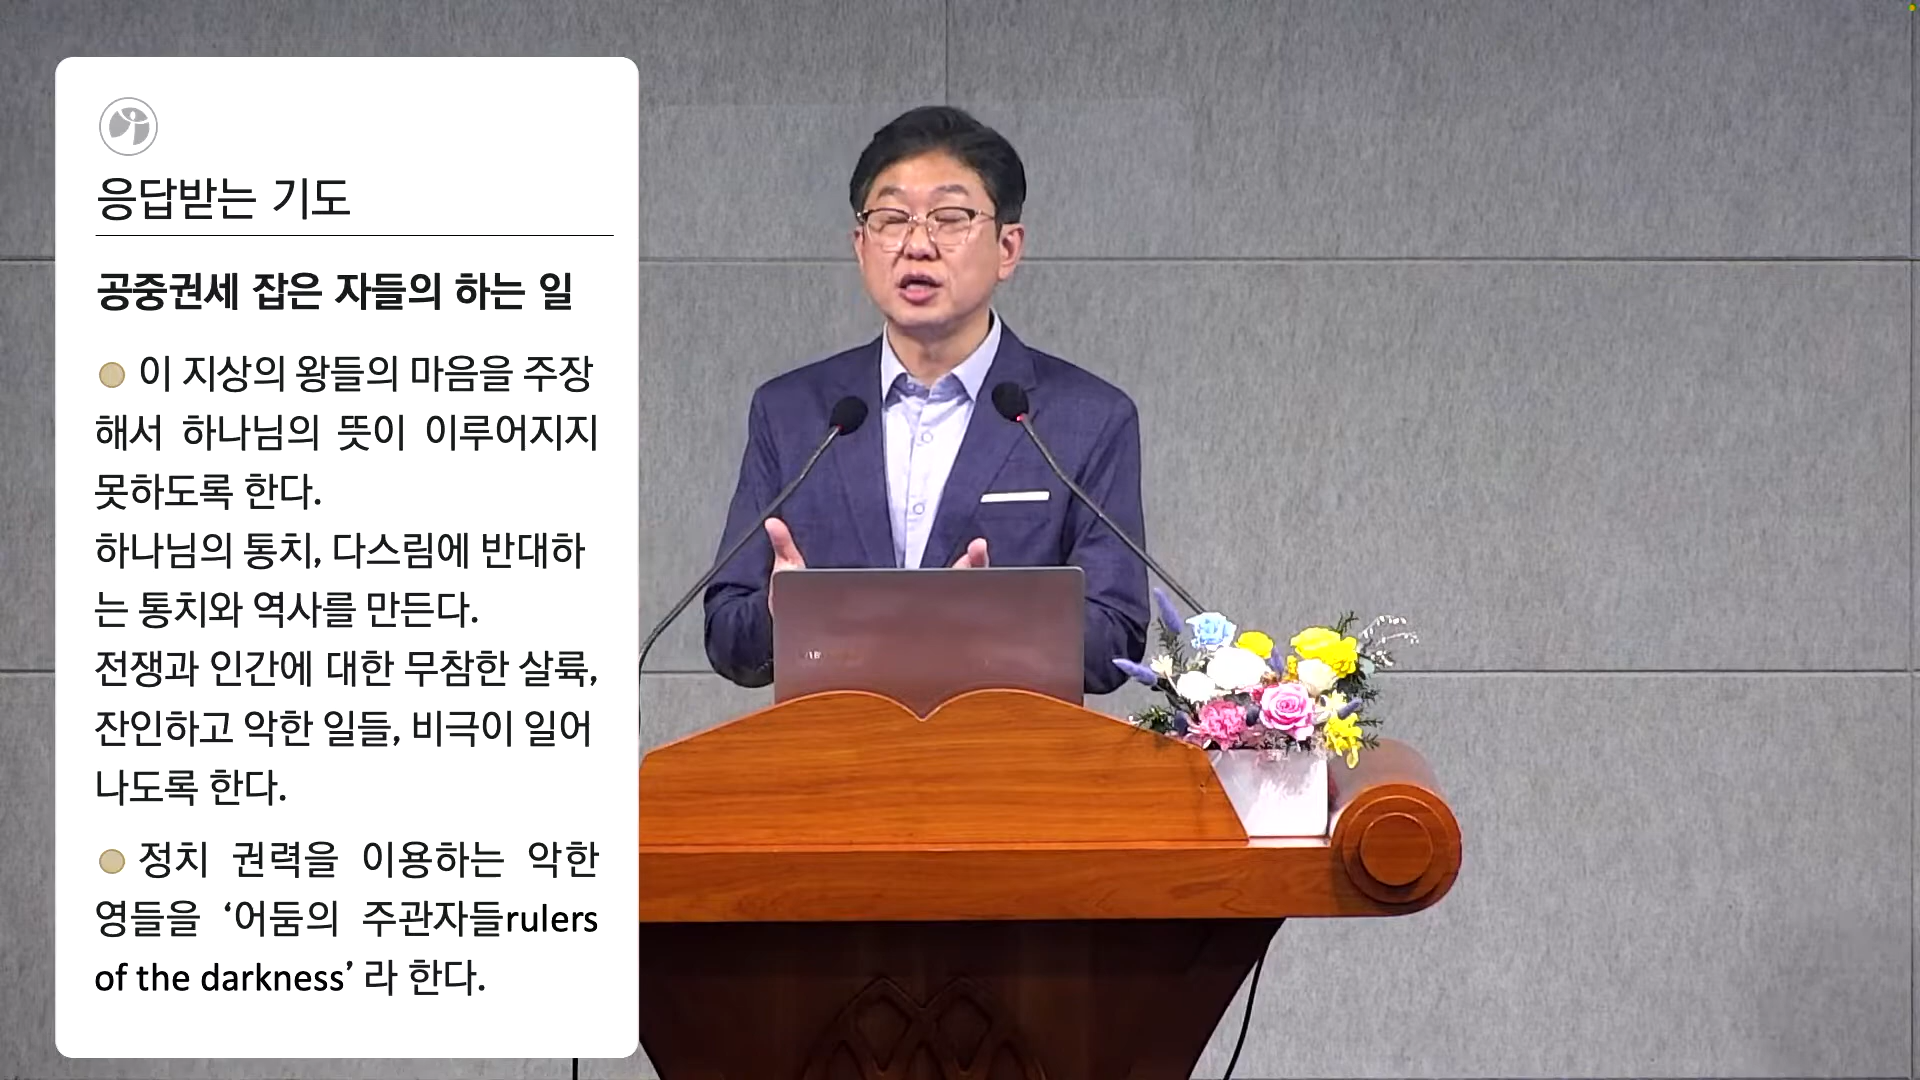 응답받는 기도
공중권세 잡은 자들의 하는 일
이 지상의 왕들의 마음을 주장
해서 하나님의 뜻이 이루어지지
못하도록 한다.
하나님의 통치, 다스림에 반대하
는 통치와 역사를 만든다.
전쟁과 인간에 대한 무참한 살륙,
잔인하고 악한 일들, 비극이 일어
나도록 한다.
정치 권력을 이용하는 악한
영들을 ‘어둠의 주관자들rulers
of the darkness’ 라 한다.